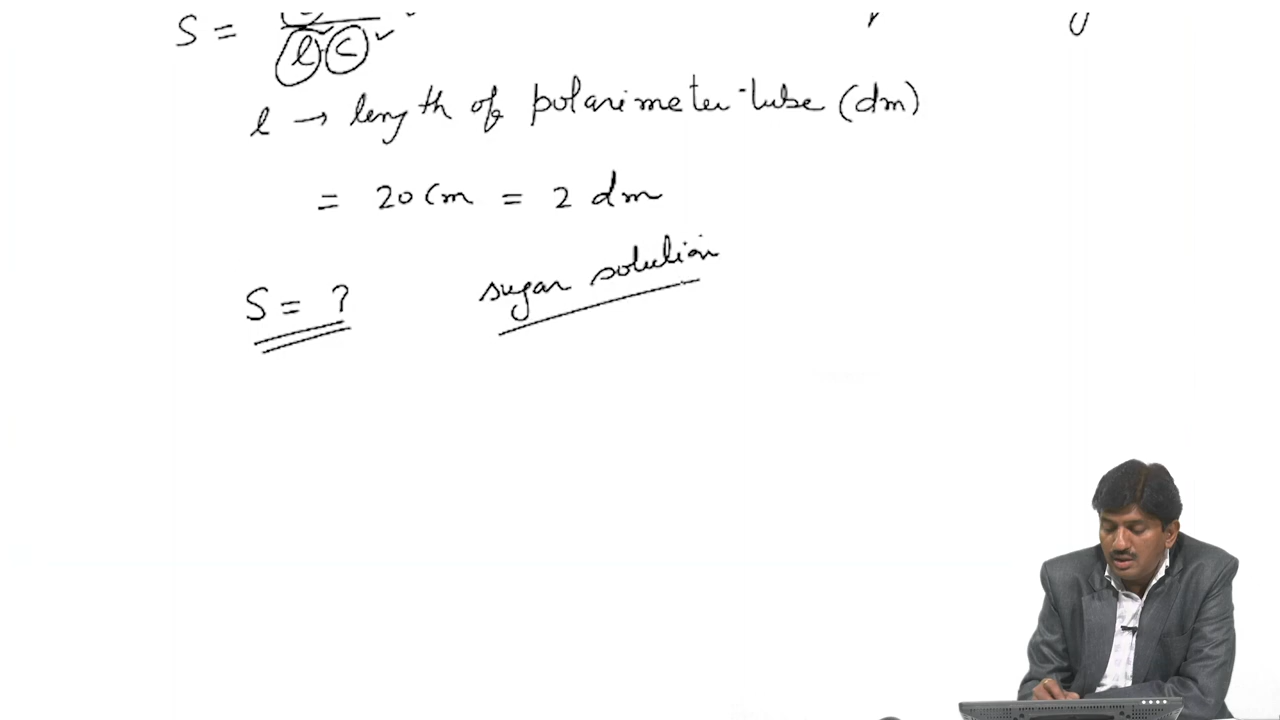 S =
l c
l → length of polarimeter tube (dm)
= 20 cm = 2 dm
S = ? sugar solution